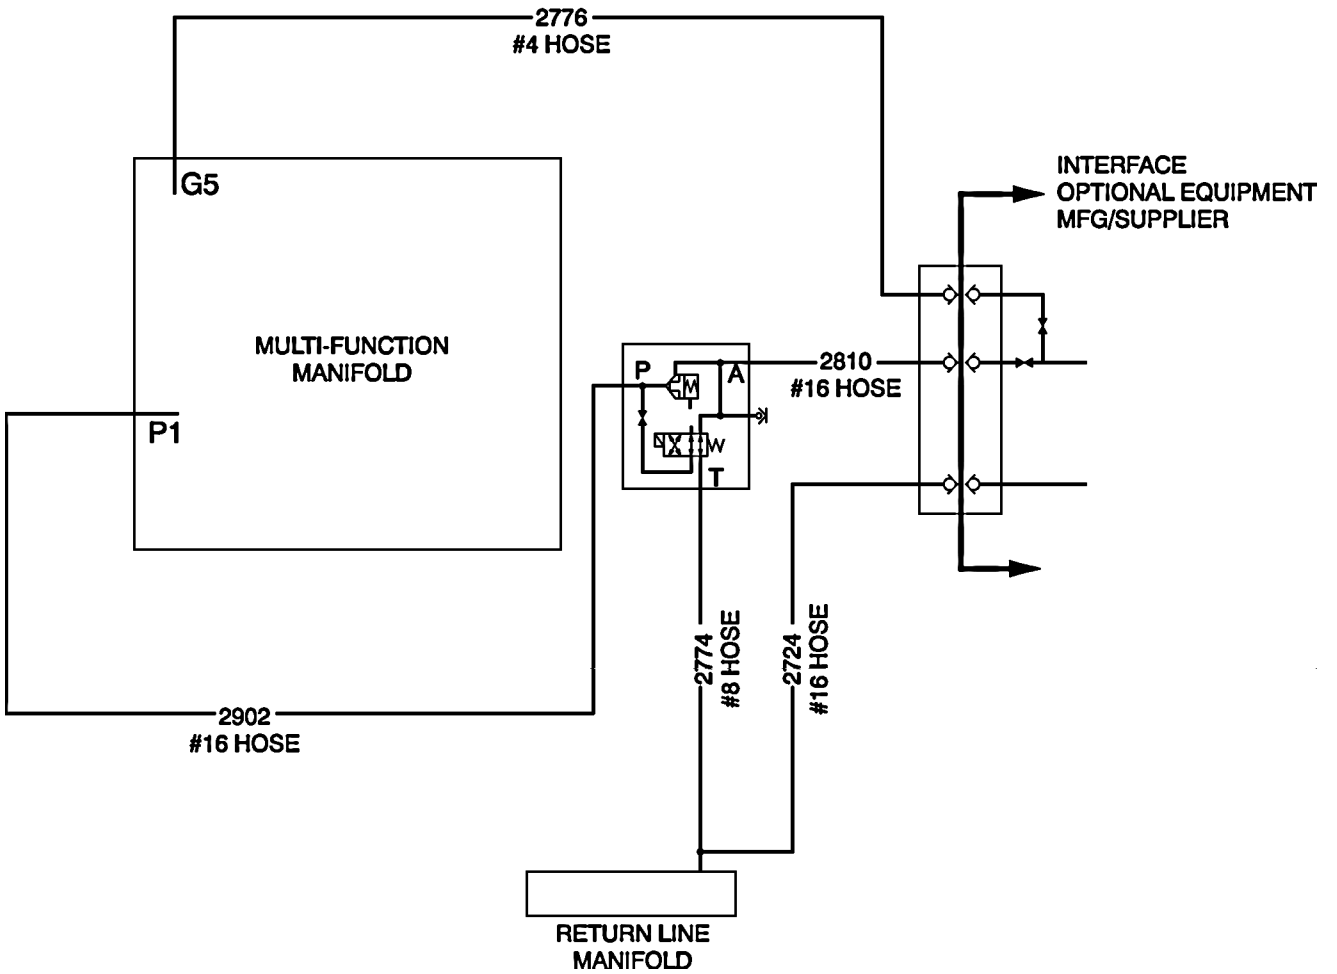 2776
#4 HOSE
G5
INTERFACE
OPTIONAL EQUIPMENT
MFG/SUPPLIER
MULTI-FUNCTION
MANIFOLD
P
A
2810
#16 HOSE
P1
T
2774
#8 HOSE
2724
#16 HOSE
2902
#16 HOSE
RETURN LINE
MANIFOLD